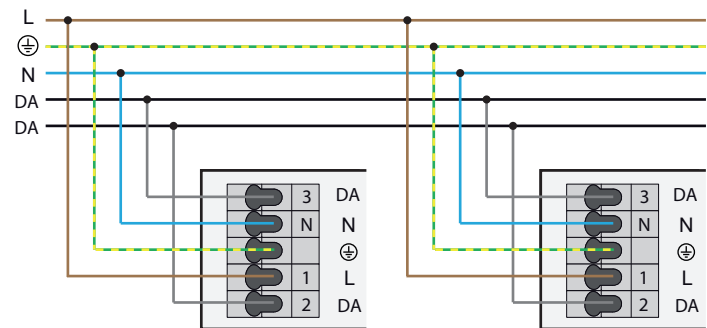 L
⏚
N
DA
DA
3 DA 3 DA
N N N N
⏚ ⏚
1 L 1 L
2 DA 2 DA